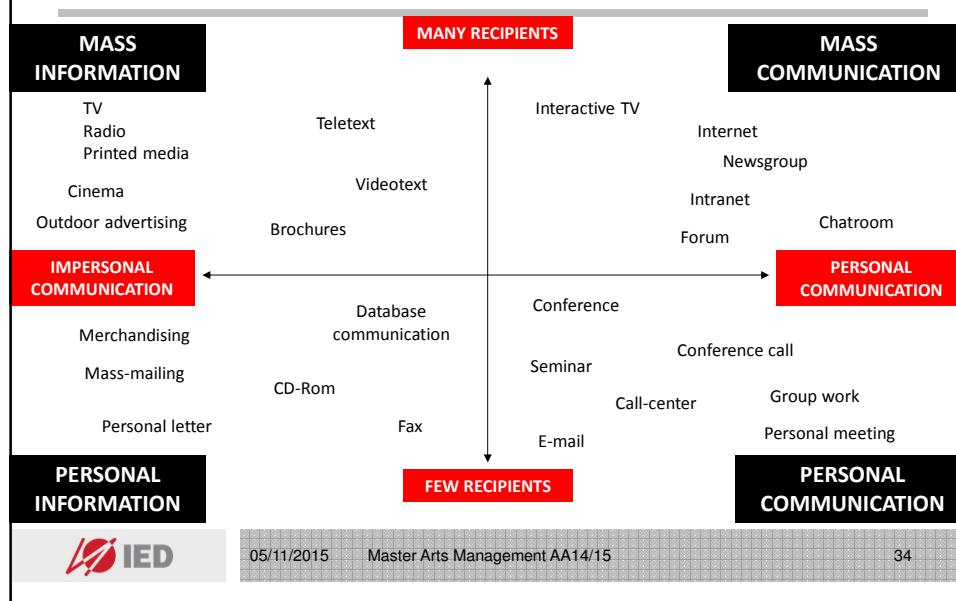 MANY RECIPIENTS
MASS
INFORMATION
MASS
COMMUNICATION
TV
Radio
Printed media
Teletext
Interactive TV
Internet
Newsgroup
Cinema
Videotext
Intranet
Outdoor advertising
Brochures
Forum
Chatroom
IMPERSONAL
COMMUNICATION
PERSONAL
COMMUNICATION
Database
communication
Conference
Merchandising
Conference call
Mass-mailing
Seminar
CD-Rom
Call-center
Group work
Personal letter
Fax
E-mail
Personal meeting
PERSONAL
INFORMATION
FEW RECIPIENTS
PERSONAL
COMMUNICATION
IED
05/11/2015 Master Arts Management AA14/15 34